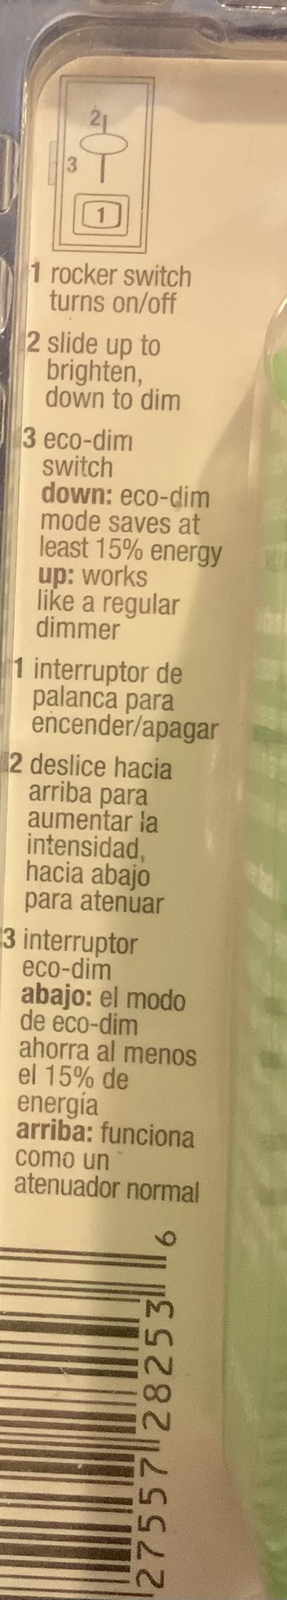 2
3
1
1 rocker switch
turns on/off
2 slide up to
brighten,
down to dim
3 eco-dim
switch
down: eco-dim
mode saves at
least 15% energy
up: works
like a regular
dimmer
1 interruptor de
palanca para
encender/apagar
2 deslice hacia
arriba para
aumentar la
intensidad,
hacia abajo
para atenuar
3 interruptor
eco-dim
abajo: el modo
de eco-dim
ahorra al menos
el 15% de
energía
arriba: funciona
como un
atenuador normal
27557 28253 6